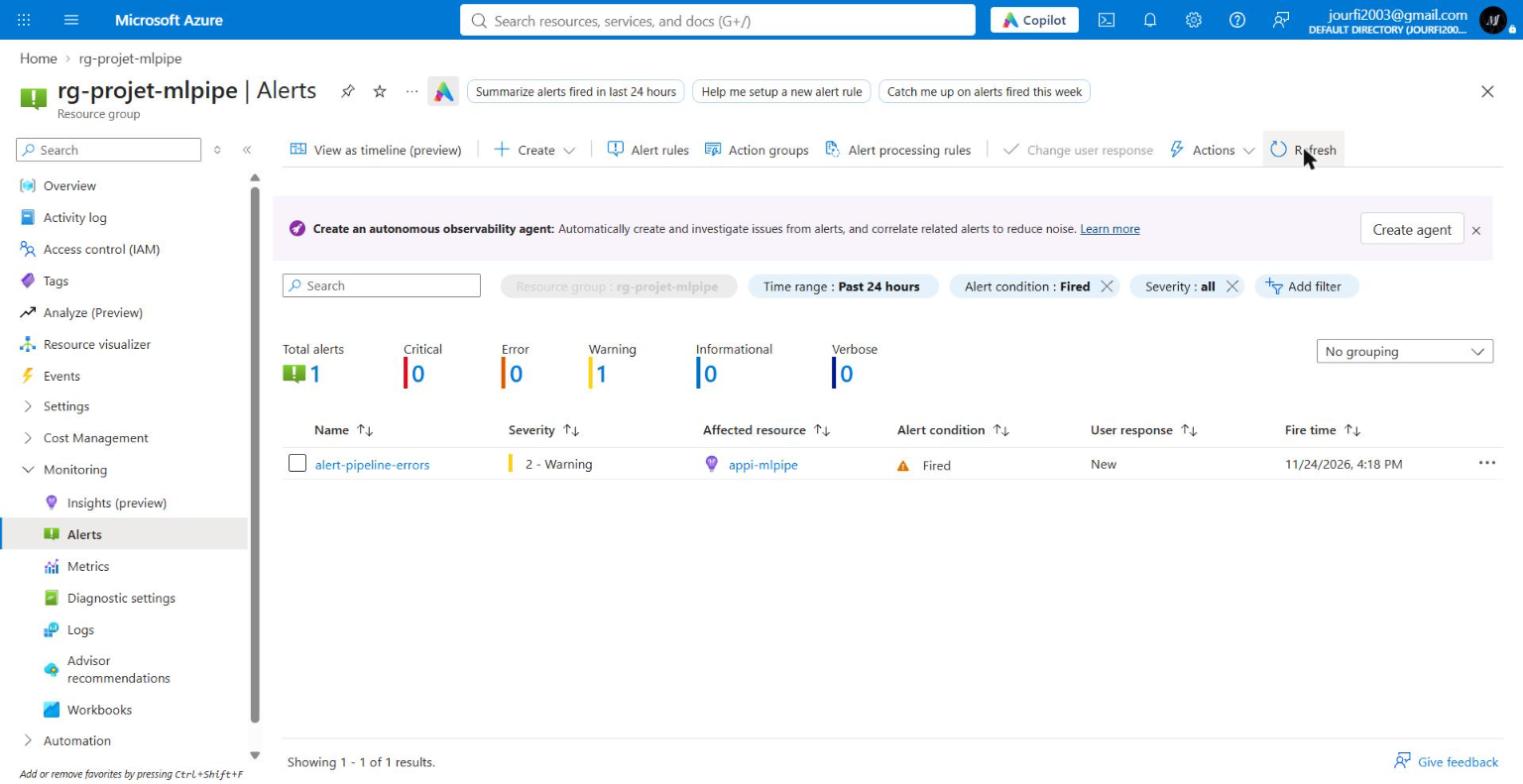 Microsoft Azure
Search resources, services, and docs (G+/)
Copilot
jourfi2003@gmail.com
DEFAULT DIRECTORY (JOURFI200...
Home > rg-projet-mlpipe
rg-projet-mlpipe | Alerts
Resource group
Summarize alerts fired in last 24 hours
Help me setup a new alert rule
Catch me up on alerts fired this week
Search
Overview
Activity log
Access control (IAM)
Tags
Analyze (Preview)
Resource visualizer
Events
Settings
Cost Management
Monitoring
Insights (preview)
Alerts
Metrics
Diagnostic settings
Logs
Advisor
recommendations
Workbooks
Automation
Add or remove favorites by pressing Ctrl+Shift+F
View as timeline (preview) Create Alert rules Action groups Alert processing rules Change user response Actions Refresh
Create an autonomous observability agent: Automatically create and investigate issues from alerts, and correlate related alerts to reduce noise. Learn more
Create agent
Search
Resource group : rg-projet-mlpipe
Time range : Past 24 hours
Alert condition : Fired
Severity : all
Add filter
Total alerts Critical Error Warning Informational Verbose
1 0 0 1 0 0
No grouping
Name Severity Affected resource Alert condition User response Fire time
alert-pipeline-errors 2 - Warning appi-mlpipe Fired New 11/24/2026, 4:18 PM
Showing 1 - 1 of 1 results.
Give feedback